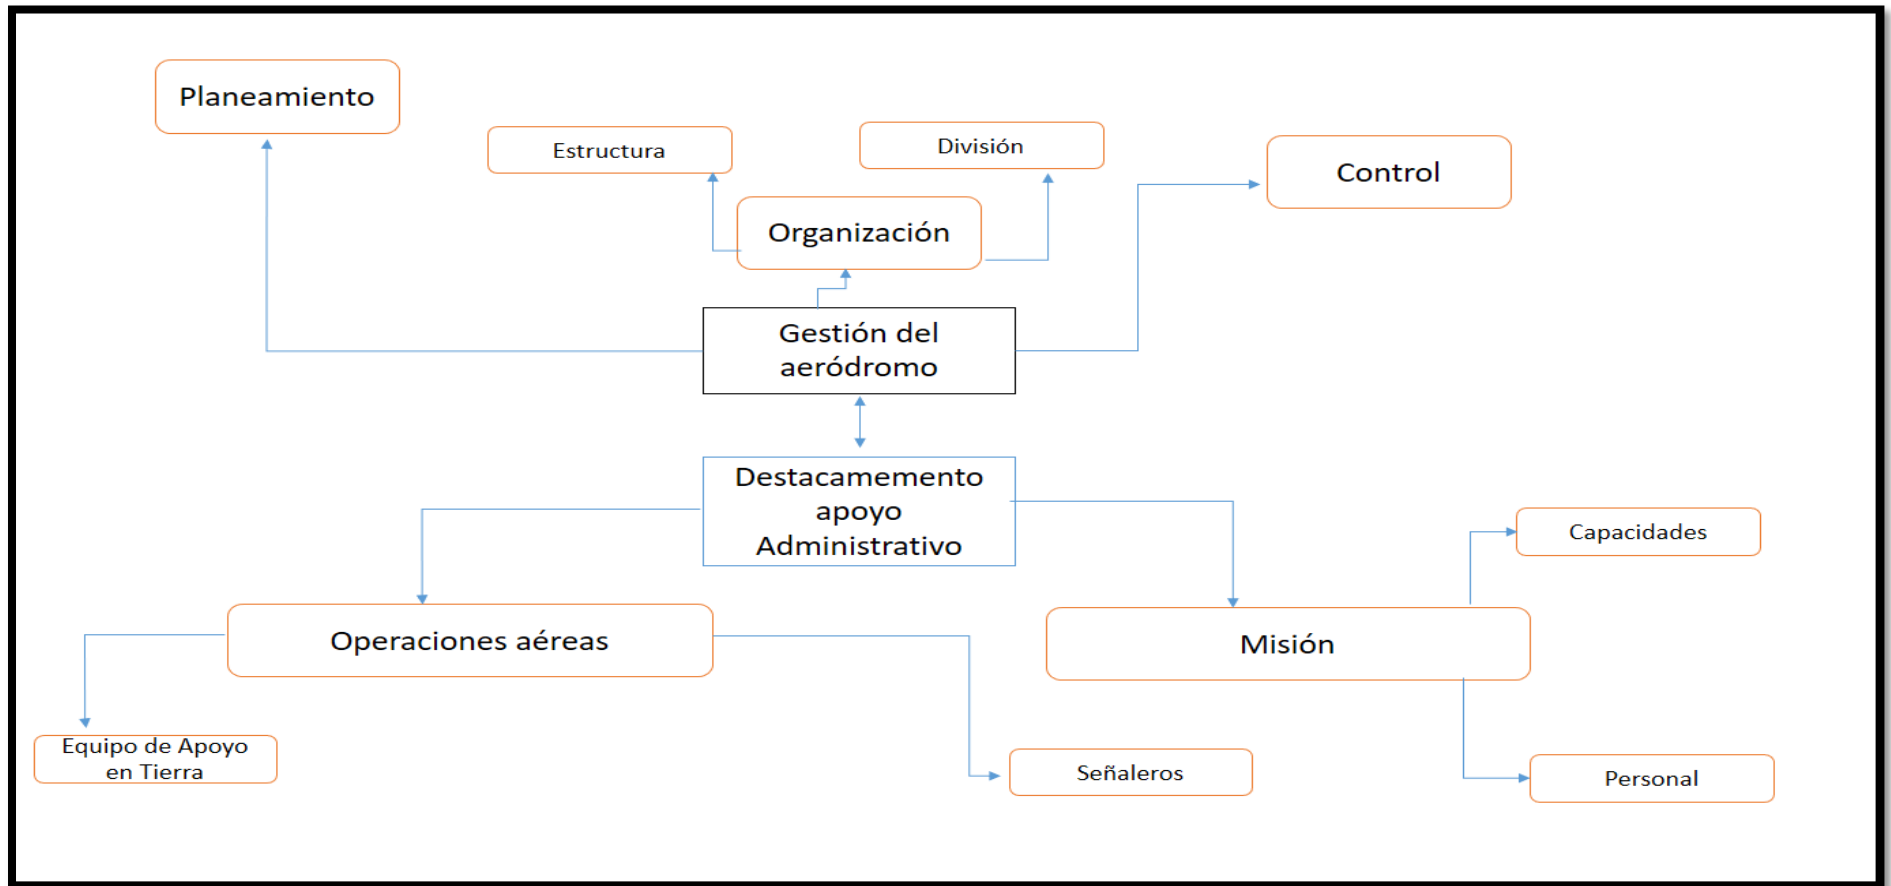 Planeamiento
Estructura
División
Control
Organización
Gestión del
aeródromo
Destacamemento
apoyo
Administrativo
Capacidades
Operaciones aéreas
Misión
Equipo de Apoyo
en Tierra
Señaleros
Personal